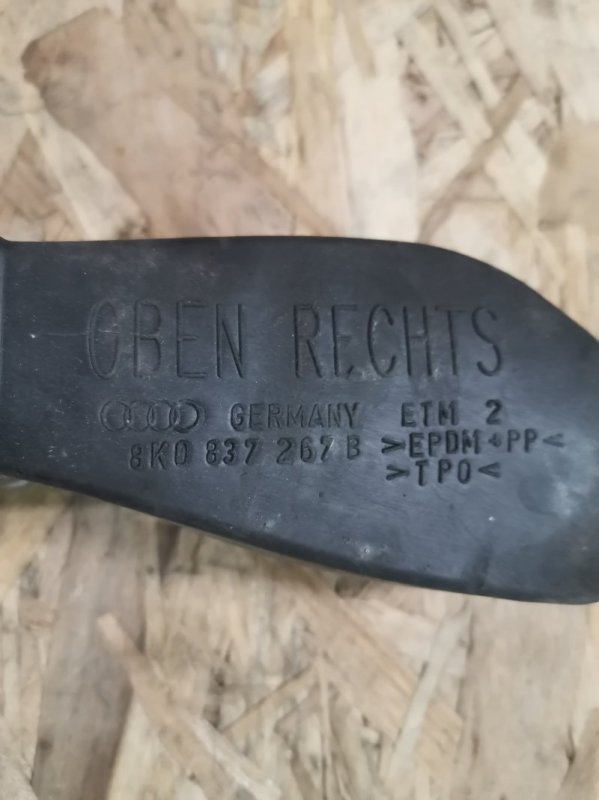 OBEN RECHTS
GERMANY ETM 2
8K0 837 267 B >EPDM+PP<
>TPO<